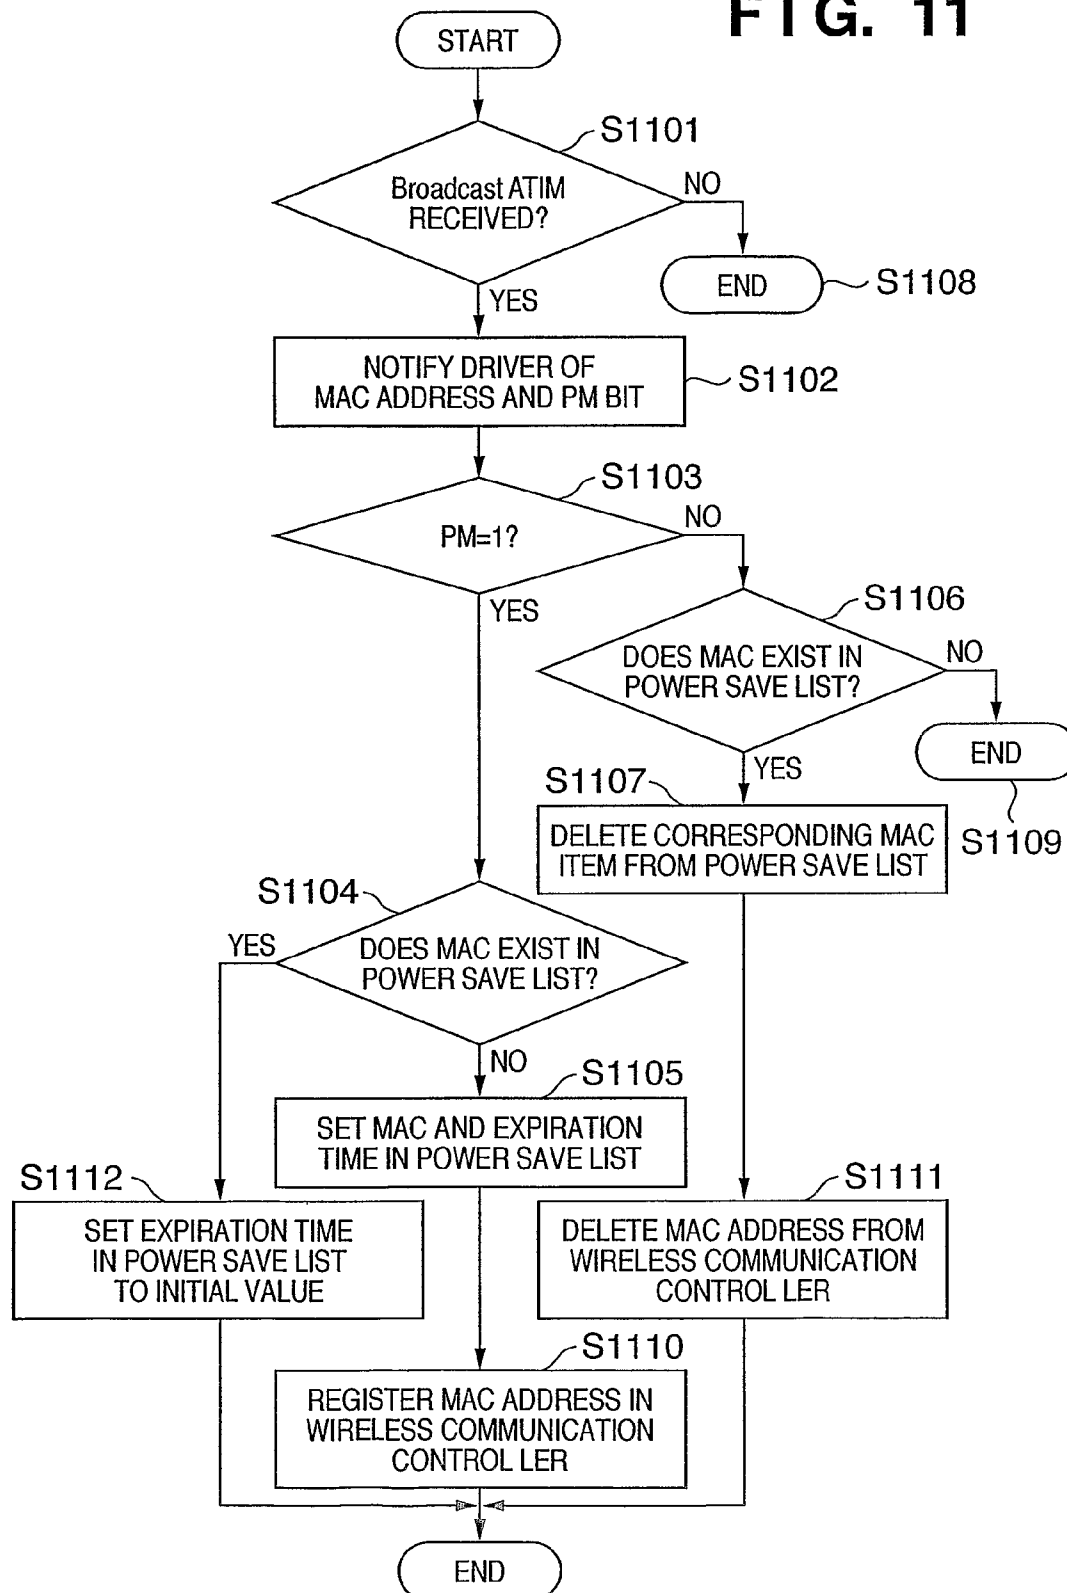 FIG. 11
START
S1101
Broadcast ATIM
RECEIVED?
NO
END
S1108
YES
NOTIFY DRIVER OF
MAC ADDRESS AND PM BIT
S1102
S1103
PM=1?
NO
YES
S1106
DOES MAC EXIST IN
POWER SAVE LIST?
NO
END
S1109
YES
S1107
DELETE CORRESPONDING MAC
ITEM FROM POWER SAVE LIST
S1104
YES
DOES MAC EXIST IN
POWER SAVE LIST?
NO
S1105
SET MAC AND EXPIRATION
TIME IN POWER SAVE LIST
S1112
SET EXPIRATION TIME
IN POWER SAVE LIST
TO INITIAL VALUE
S1111
DELETE MAC ADDRESS FROM
WIRELESS COMMUNICATION
CONTROL LER
S1110
REGISTER MAC ADDRESS IN
WIRELESS COMMUNICATION
CONTROL LER
END